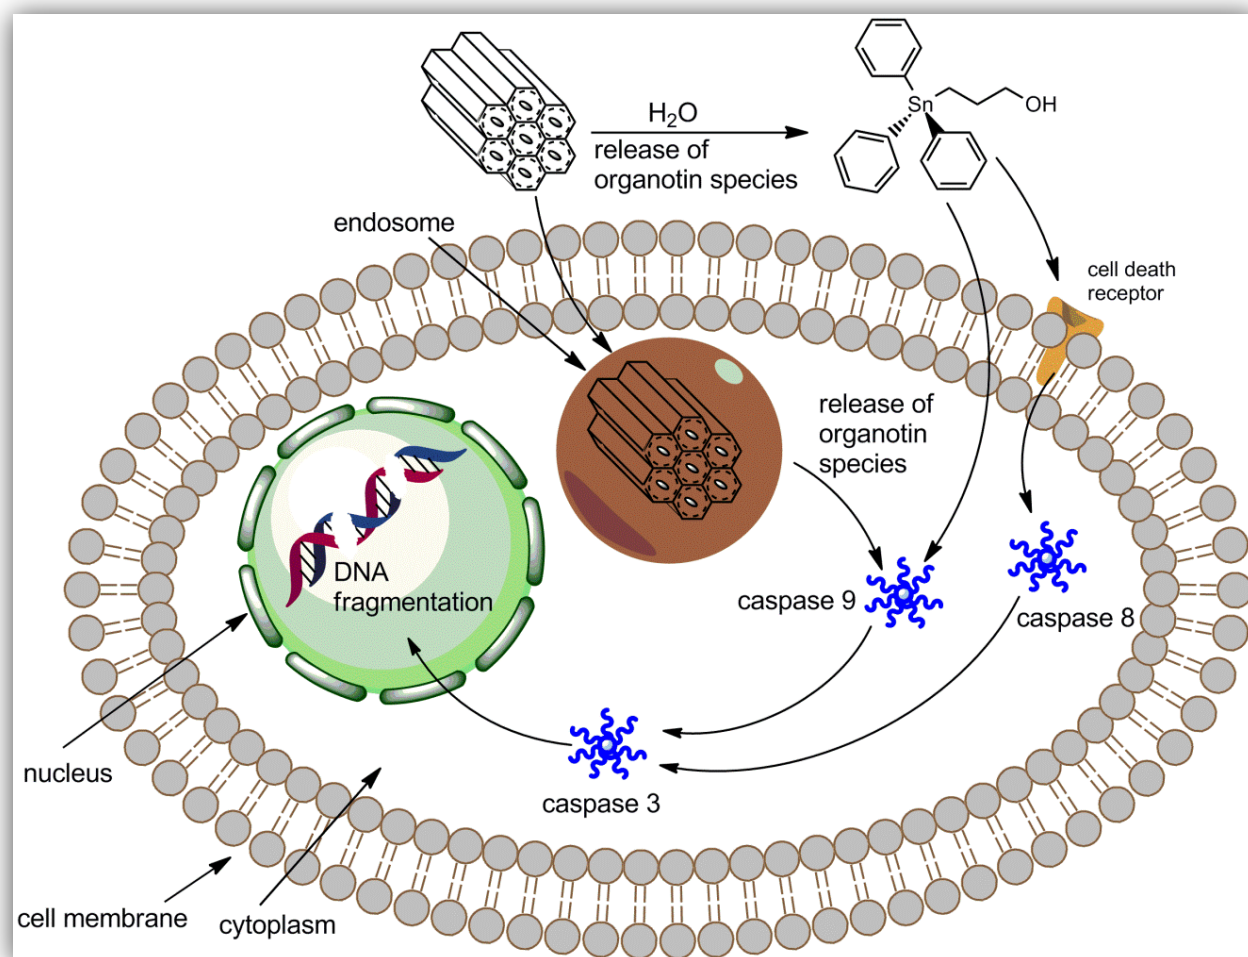 H₂O
release of
organotin species
Sn
OH
endosome
cell death
receptor
release of
organotin
species
DNA
fragmentation
caspase 9
caspase 8
nucleus
caspase 3
cell membrane
cytoplasm